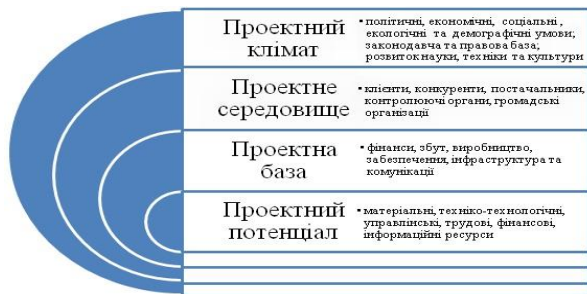 Проектний
клімат
• політичні, економічні, соціальні,
екологічні та демографічні умови;
законодавча та правова база;
розвиток науки, техніки та культури
Проектне
середовище
• клієнти, конкуренти, постачальники,
контролюючі органи, громадські
організації
Проектна
база
• фінанси, збут, виробництво,
забезпечення, інфраструктура та
комунікації
Проектний
потенціал
• матеріальні, техніко-технологічні,
управлінські, трудові, фінансові,
інформаційні ресурси